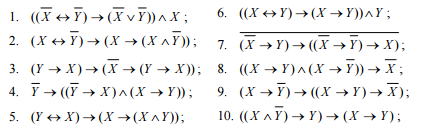 1. ((X̅ ↔ Y̅) → (X̅ ∨ Y̅)) ∧ X ;
2. (X ↔ Y̅) → (X → (X ∧ Y̅));
3. (Y → X) → (X̅ → (Y → X));
4. Y̅ → ((Y̅ → X) ∧ (X → Y));
5. (Y ↔ X) → (X → (X ∧ Y));
6. ((X ↔ Y) → (X → Y)) ∧ Y̅ ;
7. (X̅ → Y) → ((X̅ → Y̅) → X);
8. ((X → Y) ∧ (X → Y̅)) → X̅ ;
9. (X → Y̅) → ((X → Y) → X̅);
10. ((X ∧ Y̅) → Y) → (X → Y);